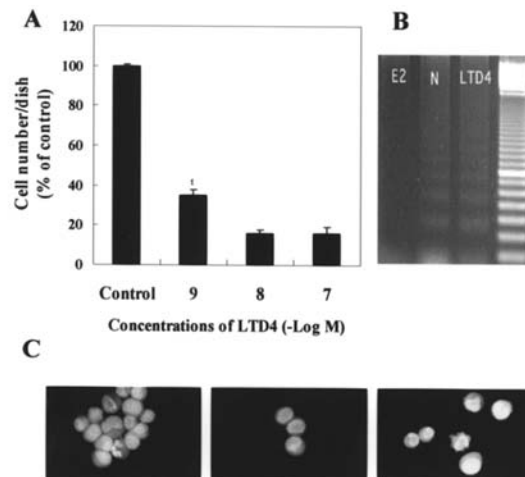 A
B
120
100
80
60
40
20
0
Cell number/dish
(% of control)
Control
9
8
7
Concentrations of LTD4 (-Log M)
E2
N
LTD4
C